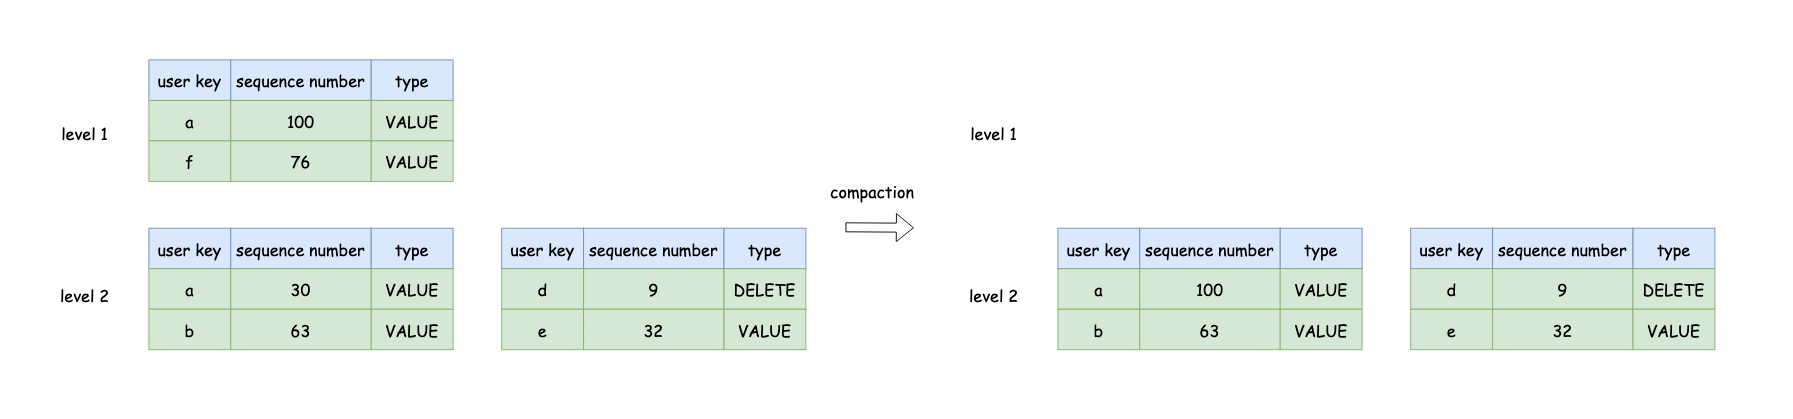 user key sequence number type
level 1
a 100 VALUE
f 76 VALUE
level 2
user key sequence number type
a 30 VALUE
b 63 VALUE
user key sequence number type
d 9 DELETE
e 32 VALUE
compaction
level 1
level 2
user key sequence number type
a 100 VALUE
b 63 VALUE
user key sequence number type
d 9 DELETE
e 32 VALUE